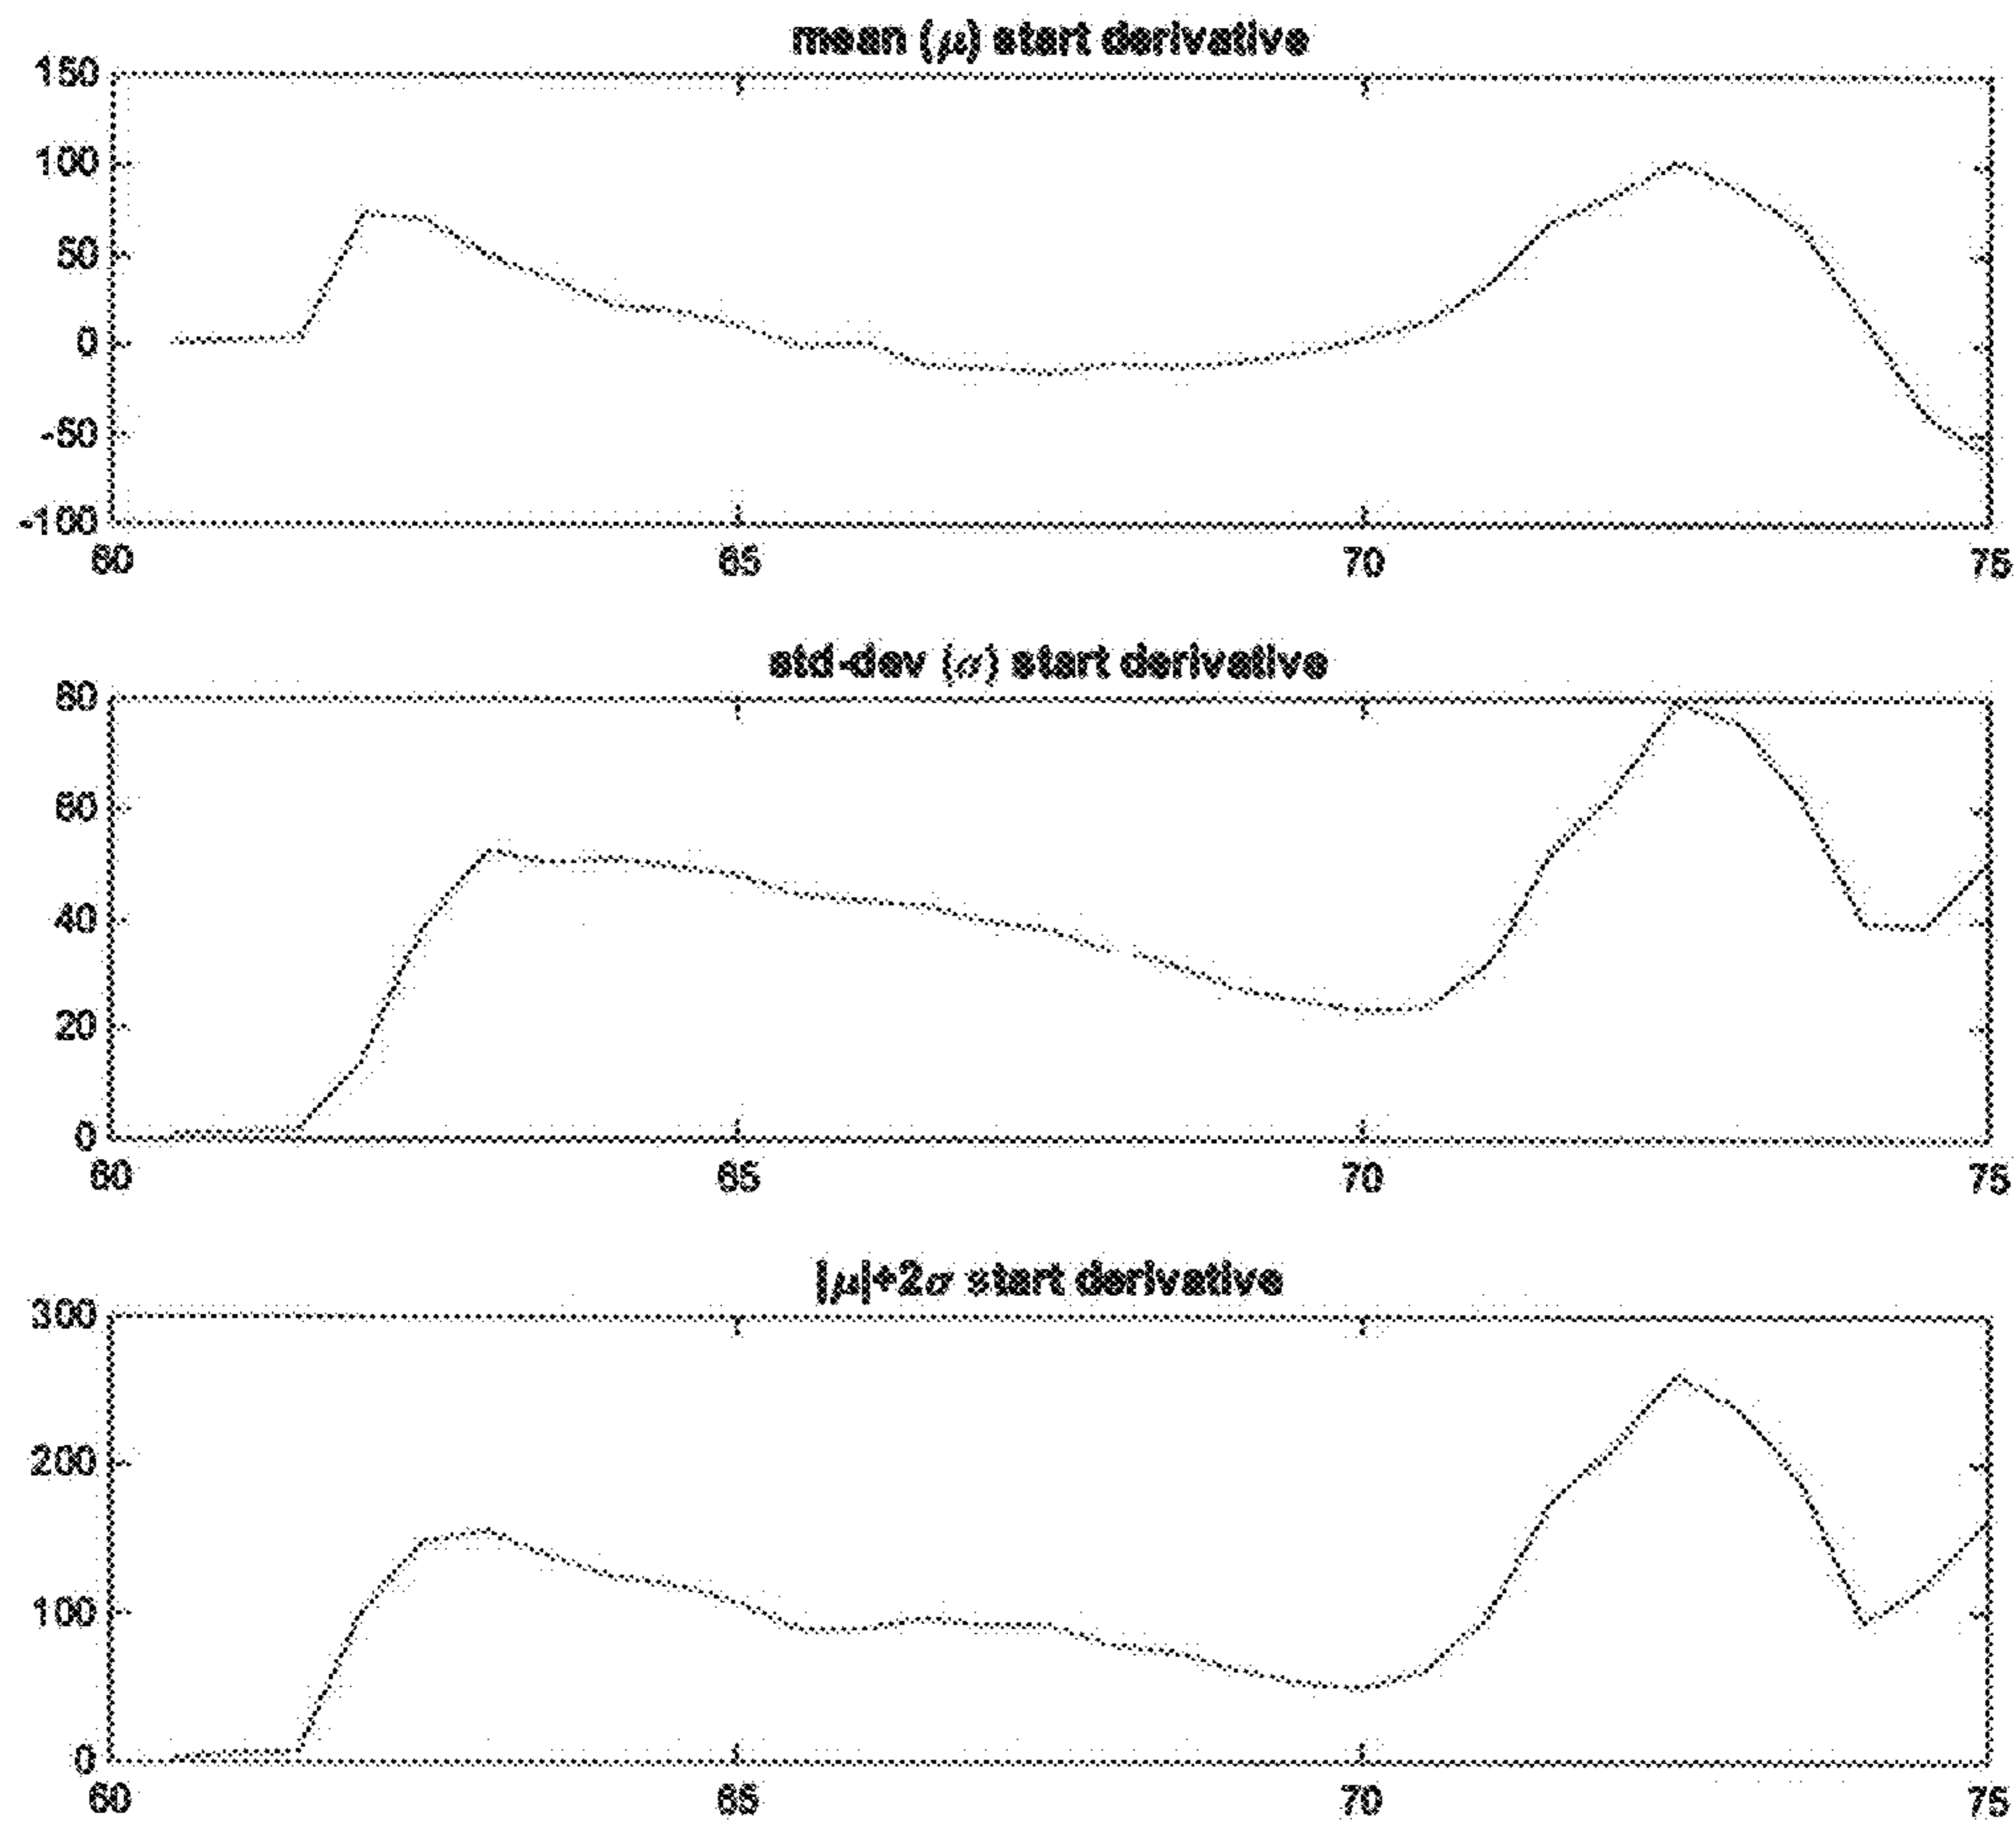 mean (μ) start derivative
150
100
50
0
-50
-100
60 65 70 75
std-dev (σ) start derivative
80
60
40
20
0
60 65 70 75
|μ|+2σ start derivative
300
200
100
0
60 65 70 75